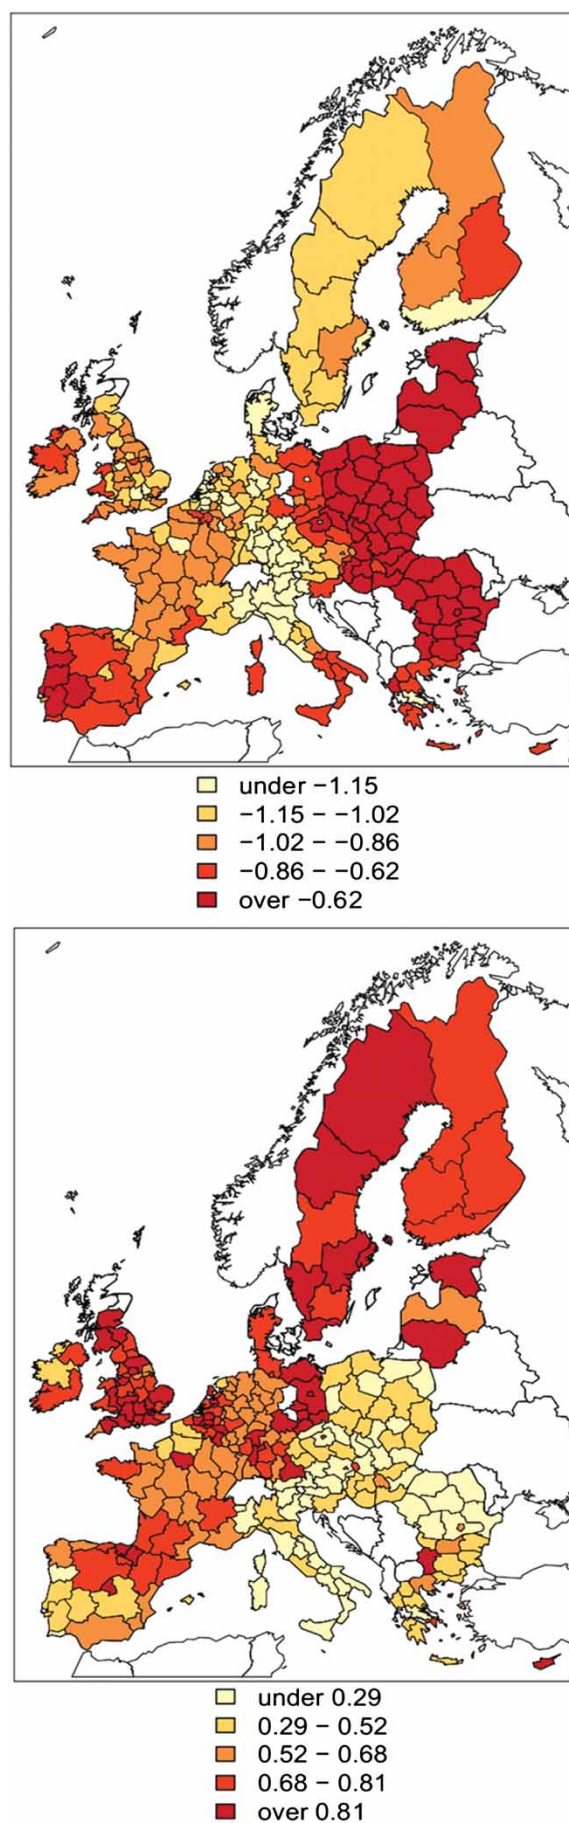 under −1.15
−1.15 − −1.02
−1.02 − −0.86
−0.86 − −0.62
over −0.62
under 0.29
0.29 − 0.52
0.52 − 0.68
0.68 − 0.81
over 0.81